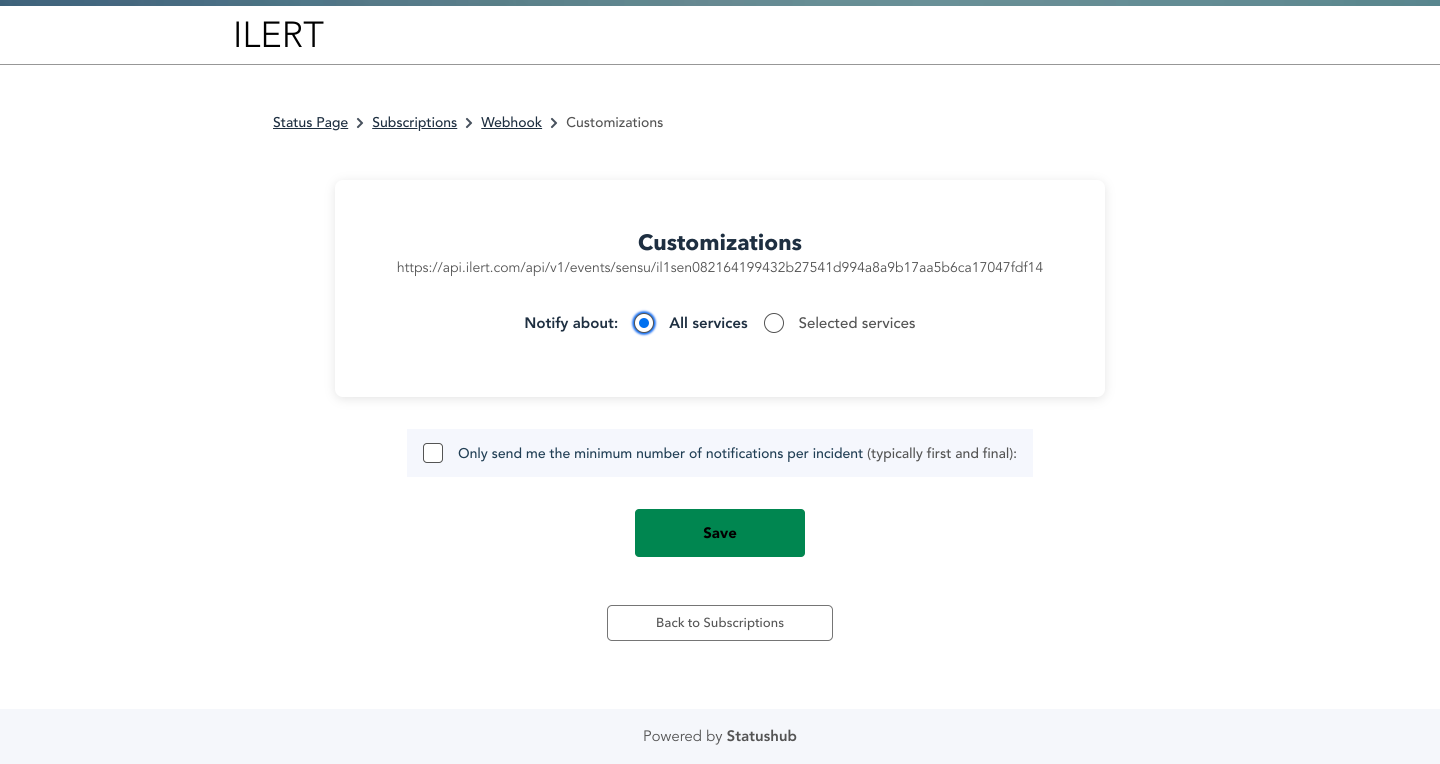 ILERT
Status Page > Subscriptions > Webhook > Customizations
Customizations
https://api.ilert.com/api/v1/events/sensu/il1sen082164199432b27541d994a8a9b17aa5b6ca17047fdf14
Notify about: All services Selected services
Only send me the minimum number of notifications per incident (typically first and final):
Save
Back to Subscriptions
Powered by Statushub